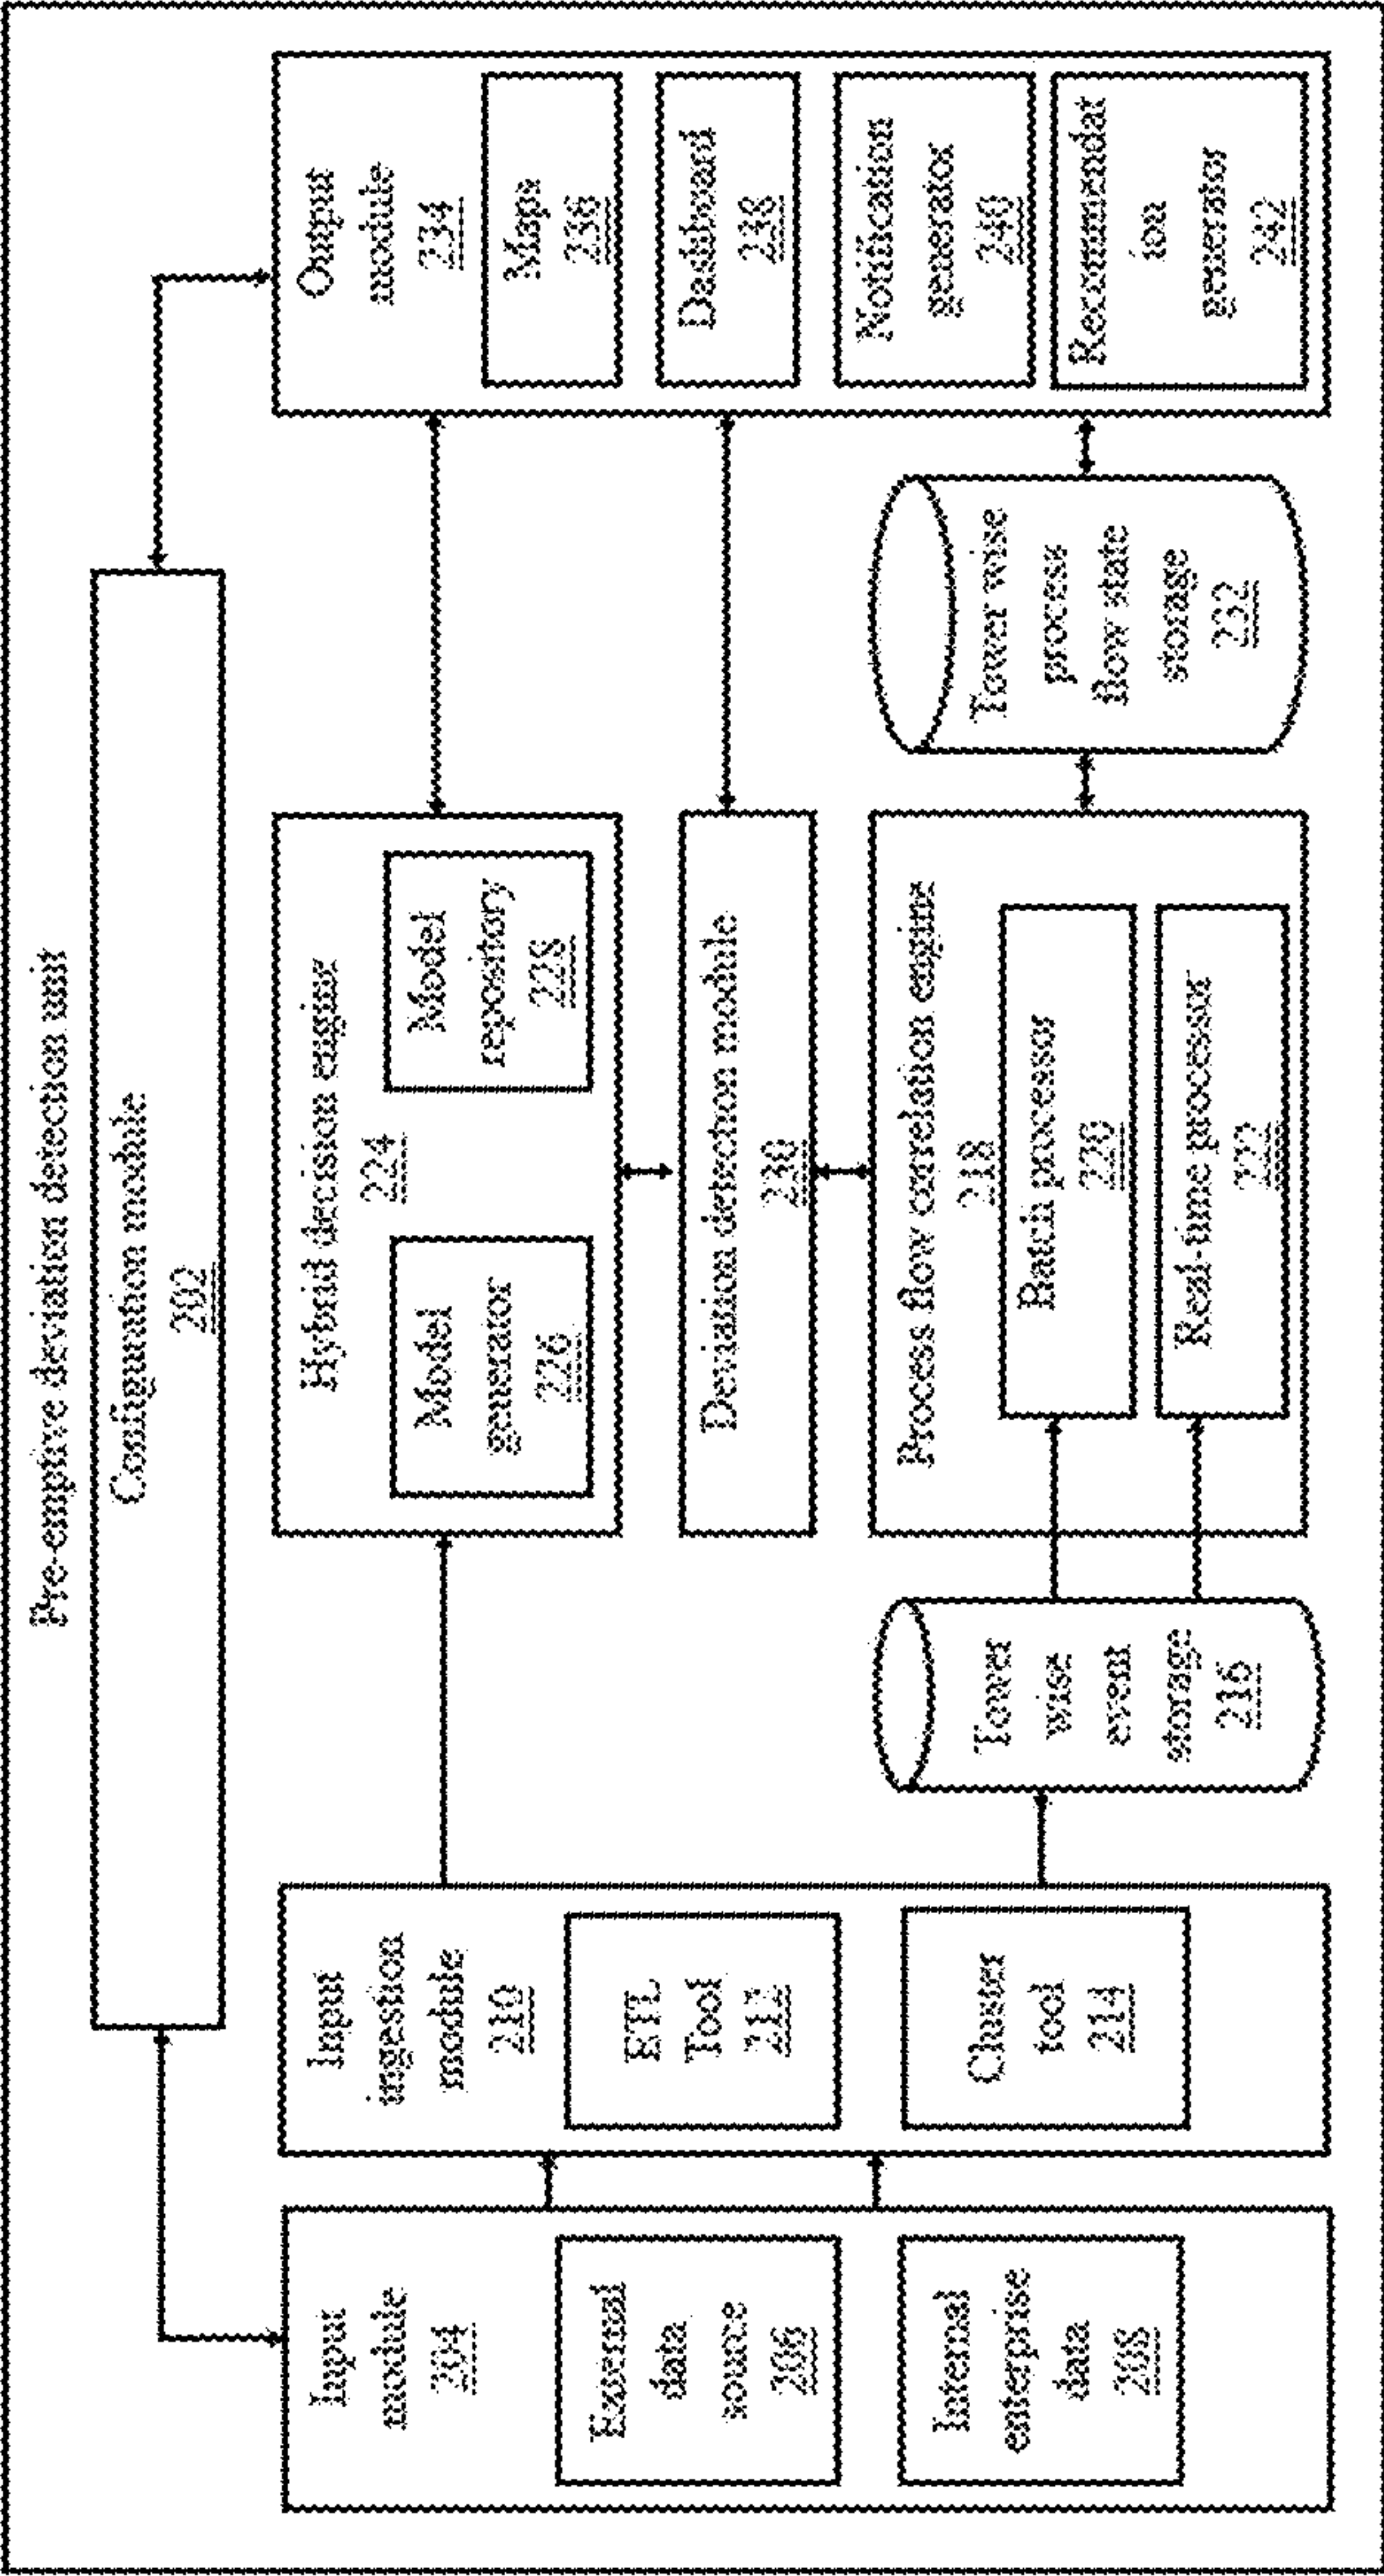 Pre-emptive deviation detection unit
Configuration module
202
Input
module
204
External
data
source
206
Internal
enterprise
data
208
Input
ingestion
module
210
ETL
Tool
212
Cluster
tool
214
Tower
wise
event
storage
216
Hybrid decision engine
224
Model
generator
226
Model
repository
228
Deviation detection module
230
Process flow correlation engine
218
Batch processor
220
Real-time processor
222
Tower wise
process
flow state
storage
232
Output
module
234
Maps
236
Dashboard
238
Notification
generator
240
Recommendat
ion
generator
242